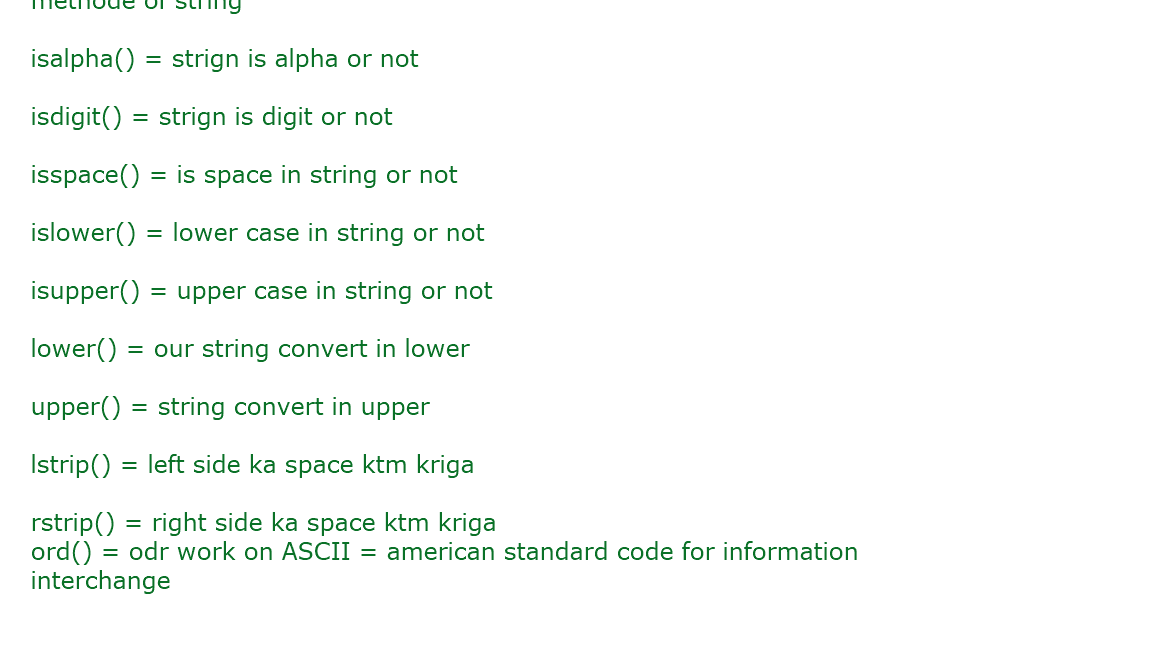 methode of string
isalpha() = strign is alpha or not
isdigit() = strign is digit or not
isspace() = is space in string or not
islower() = lower case in string or not
isupper() = upper case in string or not
lower() = our string convert in lower
upper() = string convert in upper
lstrip() = left side ka space ktm kriga
rstrip() = right side ka space ktm kriga
ord() = odr work on ASCII = american standard code for information
interchange